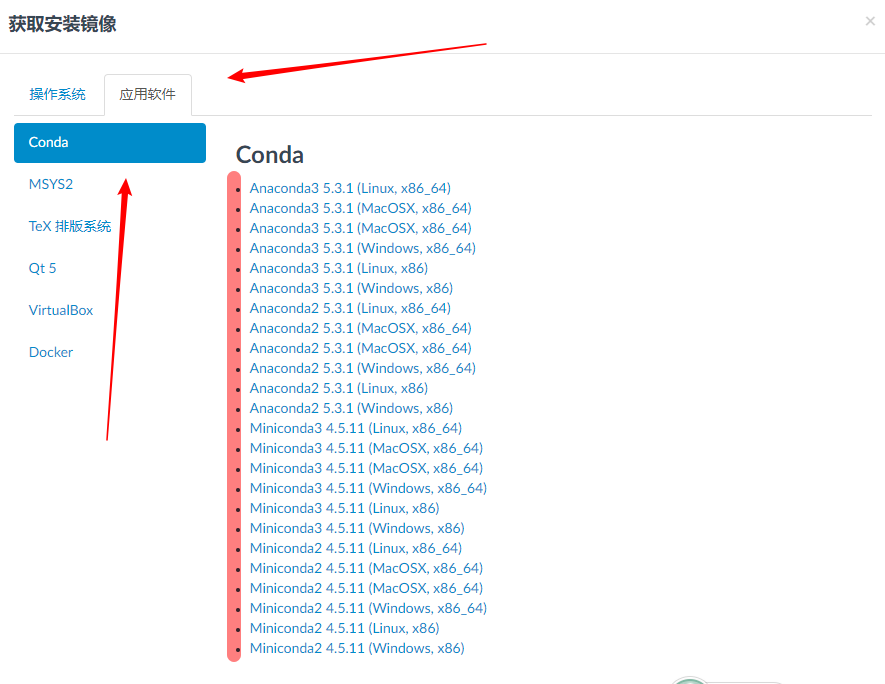 获取安装镜像
×
操作系统
应用软件
Conda
MSYS2
TeX 排版系统
Qt 5
VirtualBox
Docker
Conda
Anaconda3 5.3.1 (Linux, x86_64)
Anaconda3 5.3.1 (MacOSX, x86_64)
Anaconda3 5.3.1 (MacOSX, x86_64)
Anaconda3 5.3.1 (Windows, x86_64)
Anaconda3 5.3.1 (Linux, x86)
Anaconda3 5.3.1 (Windows, x86)
Anaconda2 5.3.1 (Linux, x86_64)
Anaconda2 5.3.1 (MacOSX, x86_64)
Anaconda2 5.3.1 (MacOSX, x86_64)
Anaconda2 5.3.1 (Windows, x86_64)
Anaconda2 5.3.1 (Linux, x86)
Anaconda2 5.3.1 (Windows, x86)
Miniconda3 4.5.11 (Linux, x86_64)
Miniconda3 4.5.11 (MacOSX, x86_64)
Miniconda3 4.5.11 (MacOSX, x86_64)
Miniconda3 4.5.11 (Windows, x86_64)
Miniconda3 4.5.11 (Linux, x86)
Miniconda3 4.5.11 (Windows, x86)
Miniconda2 4.5.11 (Linux, x86_64)
Miniconda2 4.5.11 (MacOSX, x86_64)
Miniconda2 4.5.11 (MacOSX, x86_64)
Miniconda2 4.5.11 (Windows, x86_64)
Miniconda2 4.5.11 (Linux, x86)
Miniconda2 4.5.11 (Windows, x86)